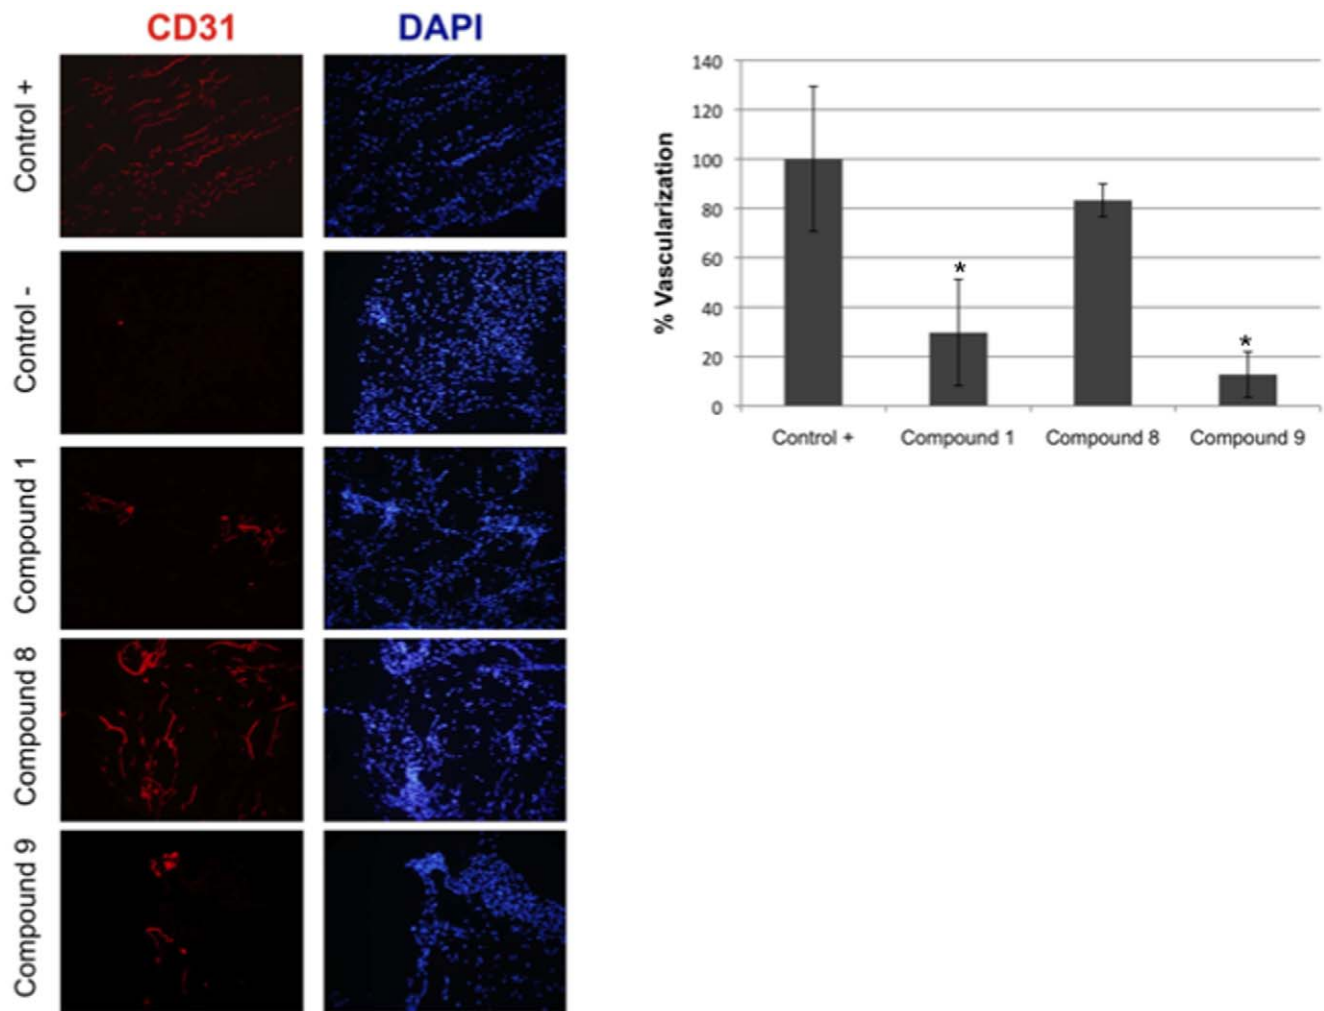 CD31 DAPI
Control +
Control -
Compound 1
Compound 8
Compound 9
% Vascularization
140
120
100
80
60
40
20
0
*
*
Control + Compound 1 Compound 8 Compound 9